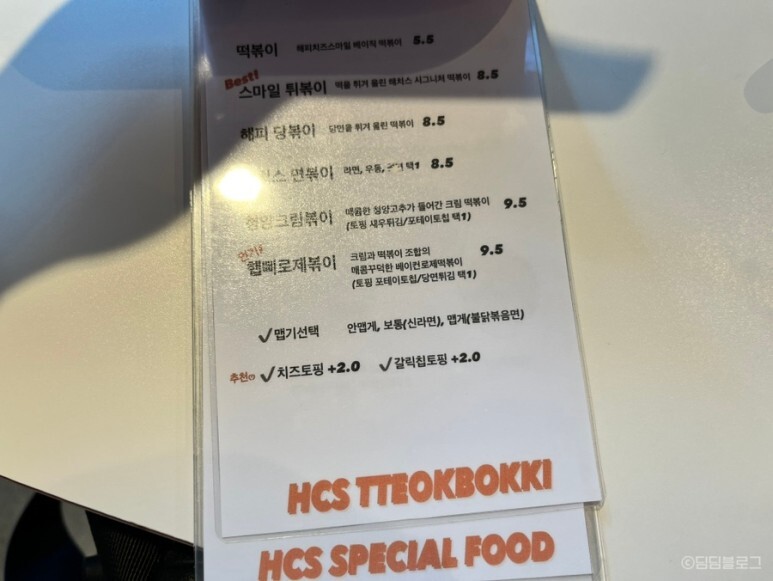 떡볶이 해피치즈스마일 베이직 떡볶이 5.5
Best!
스마일 튀볶이 떡을 튀겨 올린 해치스 시그니처 떡볶이 8.5
해피 당볶이 당면을 튀겨 올린 떡볶이 8.5
면볶이 라면, 우동, 택1 8.5
청양크림볶이 매콤한 청양고추가 들어간 크림 떡볶이 9.5
(토핑 새우튀김/포테이토칩 택1)
인기!
햅삐로제볶이 크림과 떡볶이 조합의 9.5
매콤꾸덕한 베이컨로제떡볶이
(토핑 포테이토칩/당면튀김 택1)
✓맵기선택 안맵게, 보통(신라면), 맵게(불닭볶음면)
추천 ✓치즈토핑 +2.0 ✓갈릭칩토핑 +2.0
HCS TTEOKBOKKI
HCS SPECIAL FOOD
©딤딤블로그